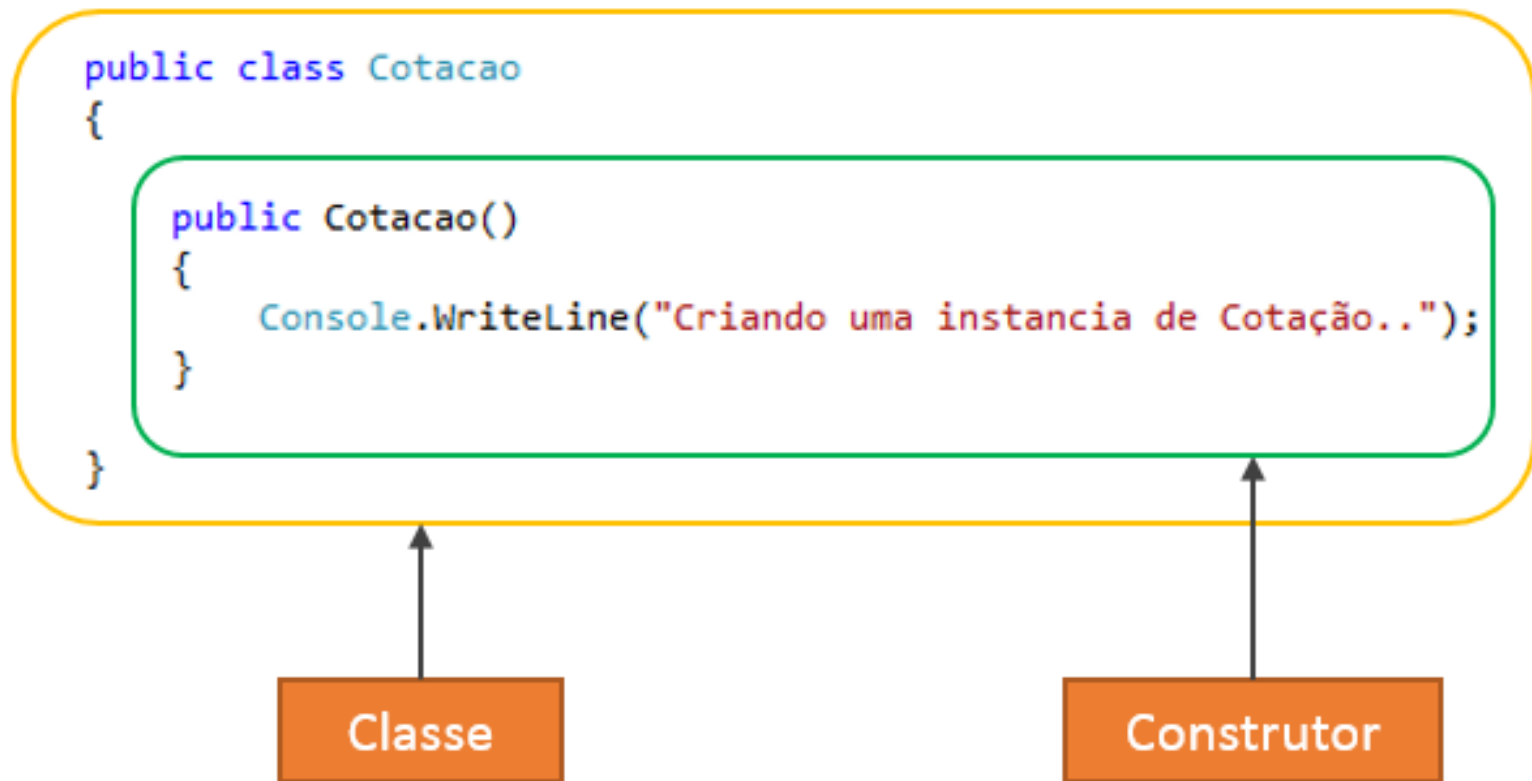 public class Cotacao
{
public Cotacao()
{
Console.WriteLine("Criando uma instancia de Cotação..");
}
}
Classe
Construtor